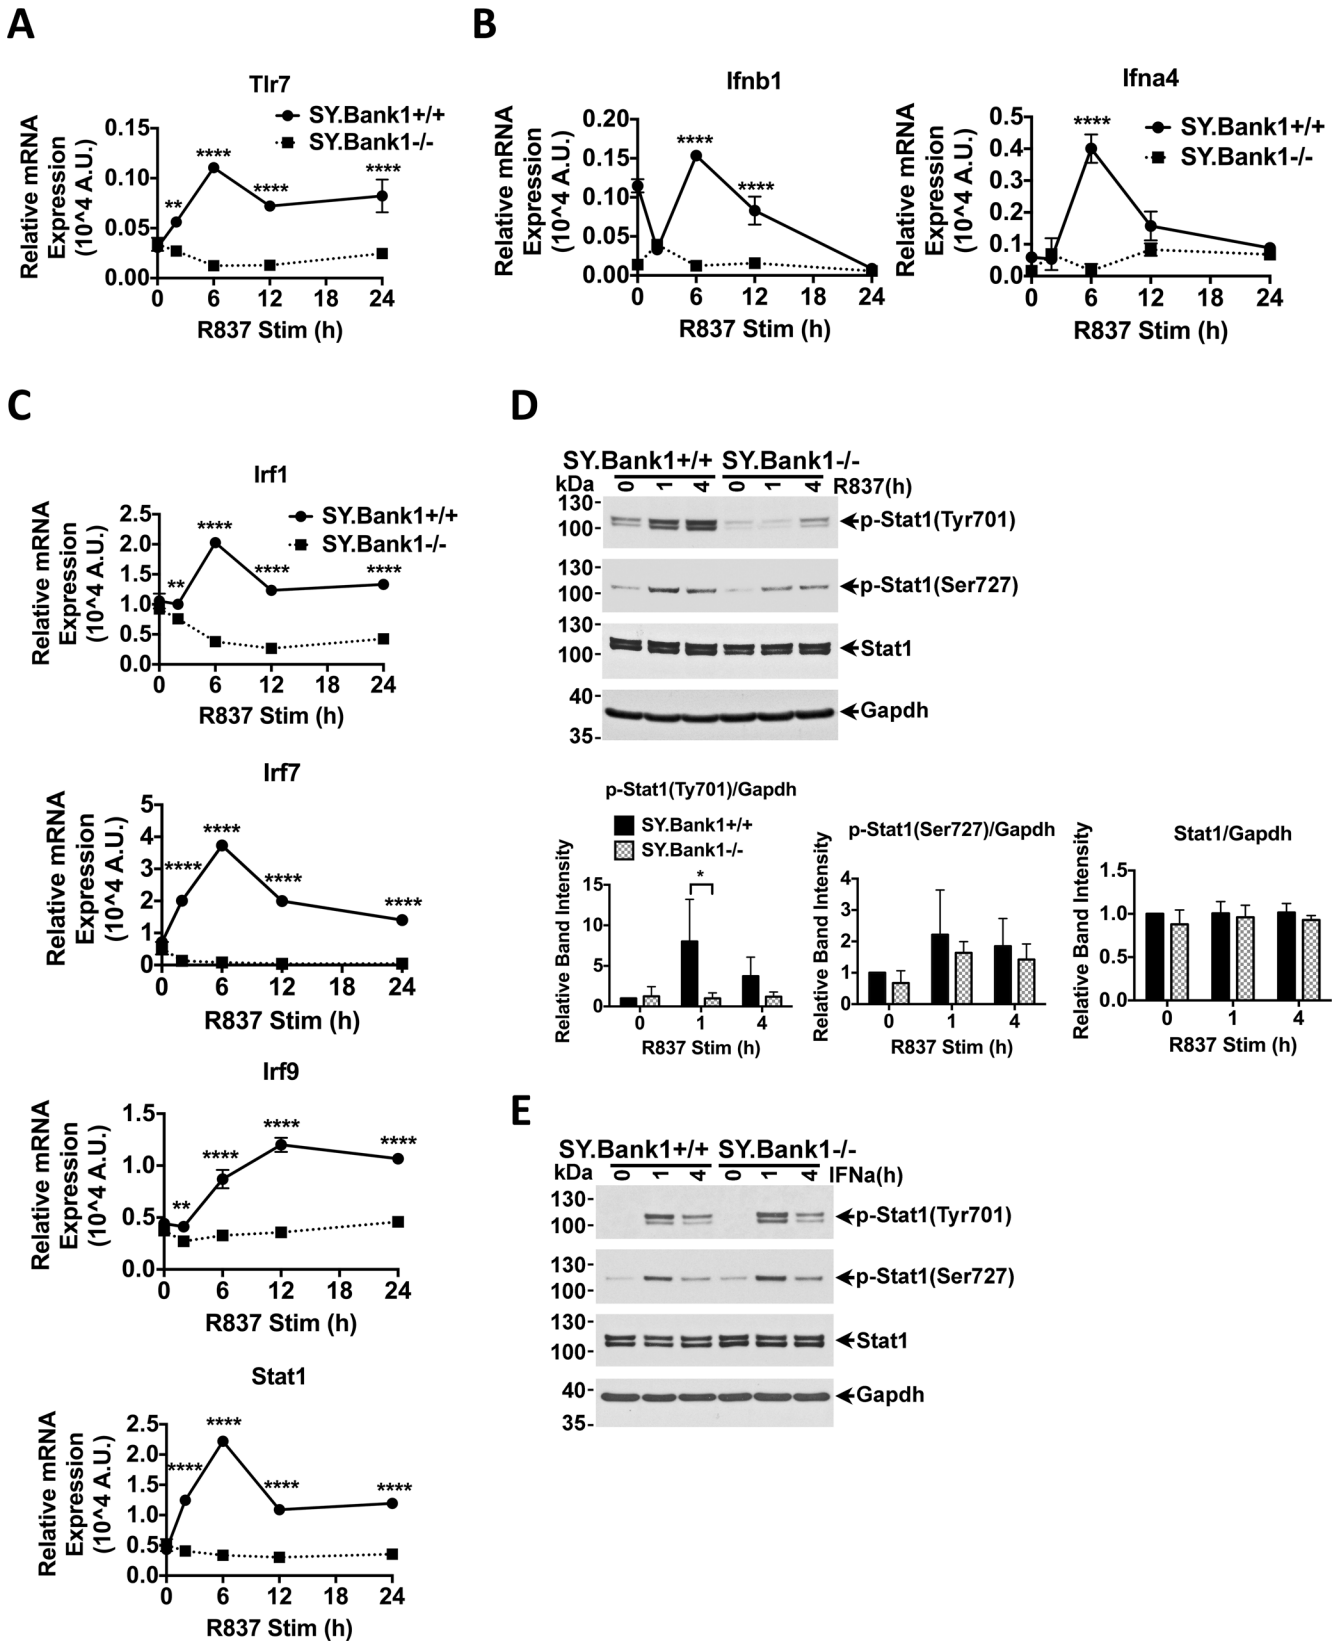 A
Tlr7
SY.Bank1+/+
SY.Bank1-/-
Relative mRNA
Expression
(10^4 A.U.)
0.15
0.10
0.05
0.00
**
****
****
****
0 6 12 18 24
R837 Stim (h)
B
Ifnb1
Relative mRNA
Expression
(10^4 A.U.)
0.20
0.15
0.10
0.05
0.00
****
****
0 6 12 18 24
R837 Stim (h)
Ifna4
SY.Bank1+/+
SY.Bank1-/-
Relative mRNA
Expression
(10^4 A.U.)
0.5
0.4
0.3
0.2
0.1
0.0
****
0 6 12 18 24
R837 Stim (h)
C
Irf1
SY.Bank1+/+
SY.Bank1-/-
Relative mRNA
Expression
(10^4 A.U.)
2.5
2.0
1.5
1.0
0.5
0.0
**
****
****
****
0 6 12 18 24
R837 Stim (h)
Irf7
Relative mRNA
Expression
(10^4 A.U.)
5
4
3
2
1
0
****
****
****
****
0 6 12 18 24
R837 Stim (h)
Irf9
Relative mRNA
Expression
(10^4 A.U.)
1.5
1.0
0.5
0.0
**
****
****
****
0 6 12 18 24
R837 Stim (h)
Stat1
Relative mRNA
Expression
(10^4 A.U.)
2.5
2.0
1.5
1.0
0.5
0.0
****
****
****
****
0 6 12 18 24
R837 Stim (h)
D
SY.Bank1+/+ SY.Bank1-/-
kDa 0 1 4 0 1 4 R837(h)
130-
100-
p-Stat1(Tyr701)
130-
100-
p-Stat1(Ser727)
130-
100-
Stat1
40-
35-
Gapdh
p-Stat1(Ty701)/Gapdh
SY.Bank1+/+
SY.Bank1-/-
Relative Band Intensity
15
10
5
0
*
0 1 4
R837 Stim (h)
p-Stat1(Ser727)/Gapdh
Relative Band Intensity
4
3
2
1
0
0 1 4
R837 Stim (h)
Stat1/Gapdh
Relative Band Intensity
1.5
1.0
0.5
0.0
0 1 4
R837 Stim (h)
E
SY.Bank1+/+ SY.Bank1-/-
kDa 0 1 4 0 1 4 IFNa(h)
130-
100-
p-Stat1(Tyr701)
130-
100-
p-Stat1(Ser727)
130-
100-
Stat1
40-
35-
Gapdh